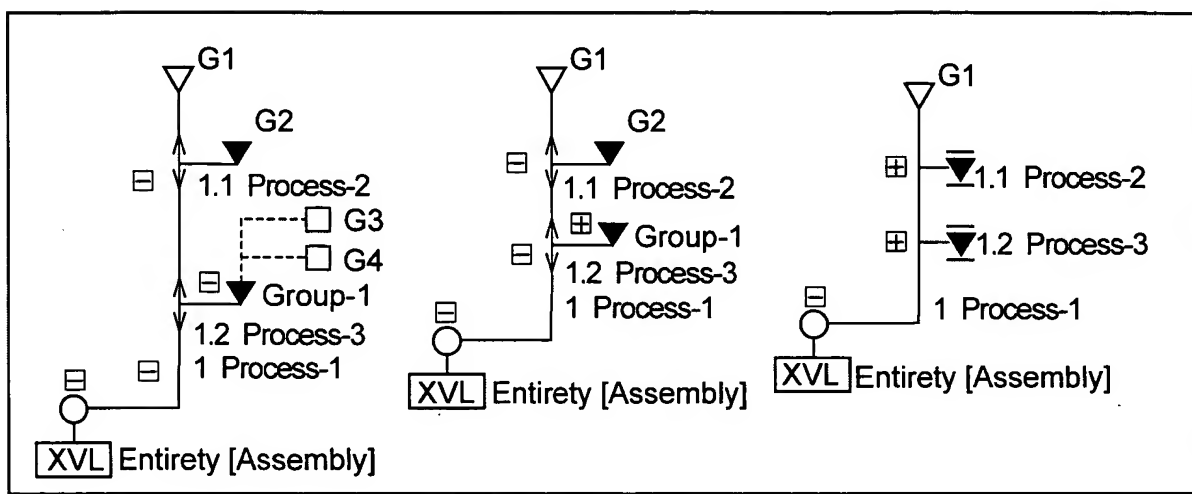 G1
G2
1.1 Process-2
G3
G4
Group-1
1.2 Process-3
1 Process-1
XVL Entirety [Assembly]
G1
G2
1.1 Process-2
Group-1
1.2 Process-3
1 Process-1
XVL Entirety [Assembly]
G1
1.1 Process-2
1.2 Process-3
1 Process-1
XVL Entirety [Assembly]